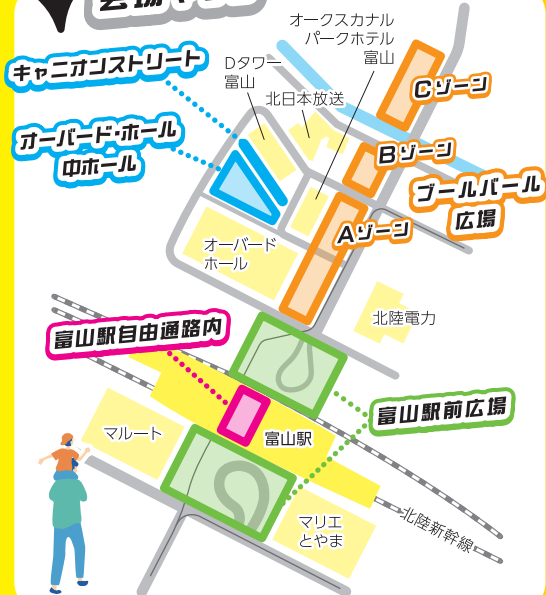 会場マップ
オークスカナル
パークホテル
富山
キャニオンストリート
Dタワー
富山
北日本放送
Cゾーン
オーバード・ホール
中ホール
Bゾーン
ブールバール
広場
Aゾーン
オーバード
ホール
北陸電力
富山駅自由通路内
富山駅前広場
マルート
富山駅
マリエ
とやま
北陸新幹線